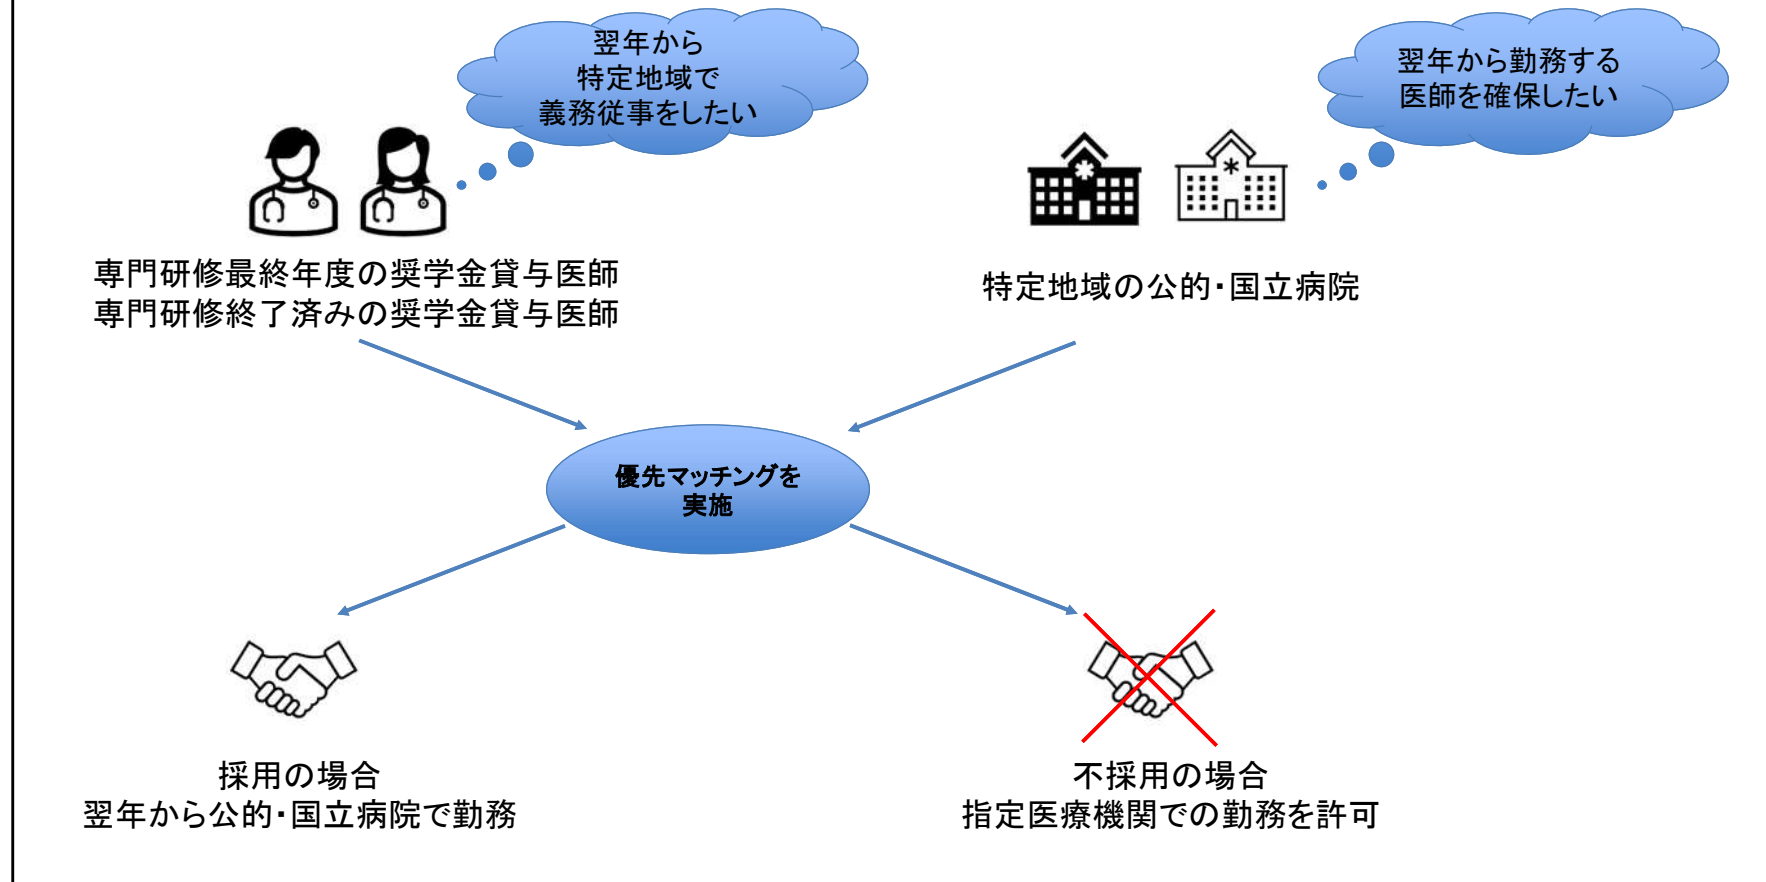 翌年から
特定地域で
義務従事をしたい
翌年から勤務する
医師を確保したい
専門研修最終年度の奨学金貸与医師
専門研修終了済みの奨学金貸与医師
特定地域の公的・国立病院
優先マッチングを
実施
採用の場合
翌年から公的・国立病院で勤務
不採用の場合
指定医療機関での勤務を許可